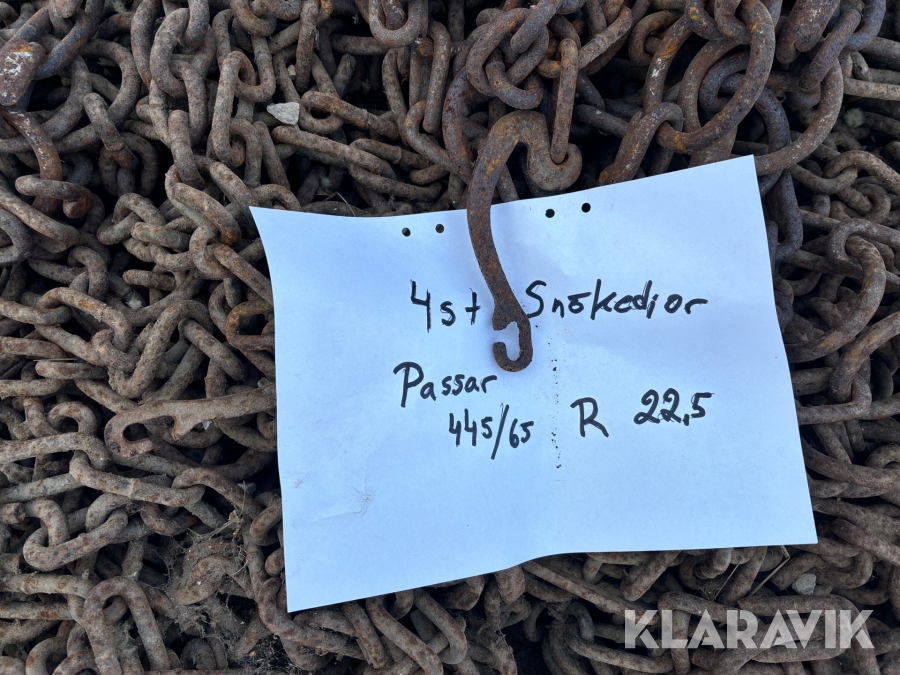 4st Snökedjor
Passar
445/65 R 22,5
KLARAVIK